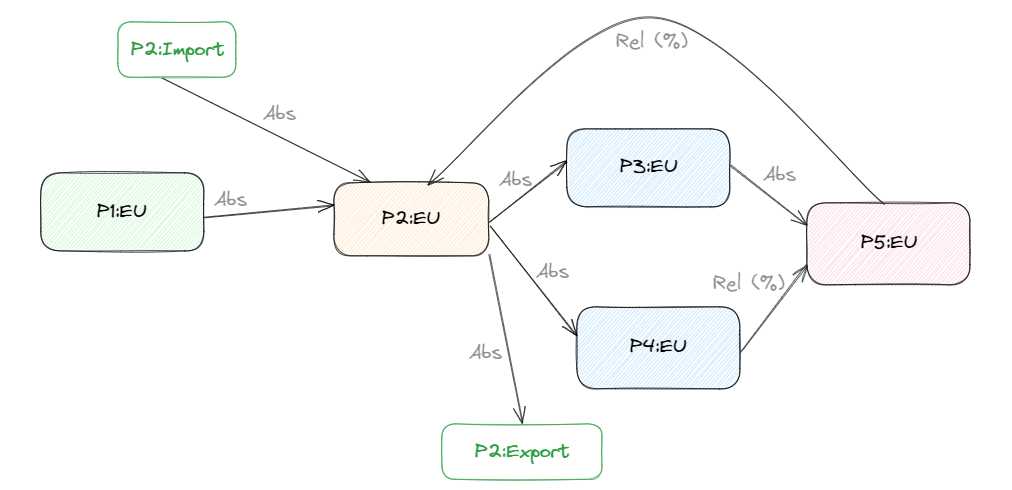 P2:Import
Rel (%)
Abs
P3:EU
Abs
Abs
P1:EU
Abs
P2:EU
P5:EU
Abs
Rel (%)
P4:EU
Abs
P2:Export